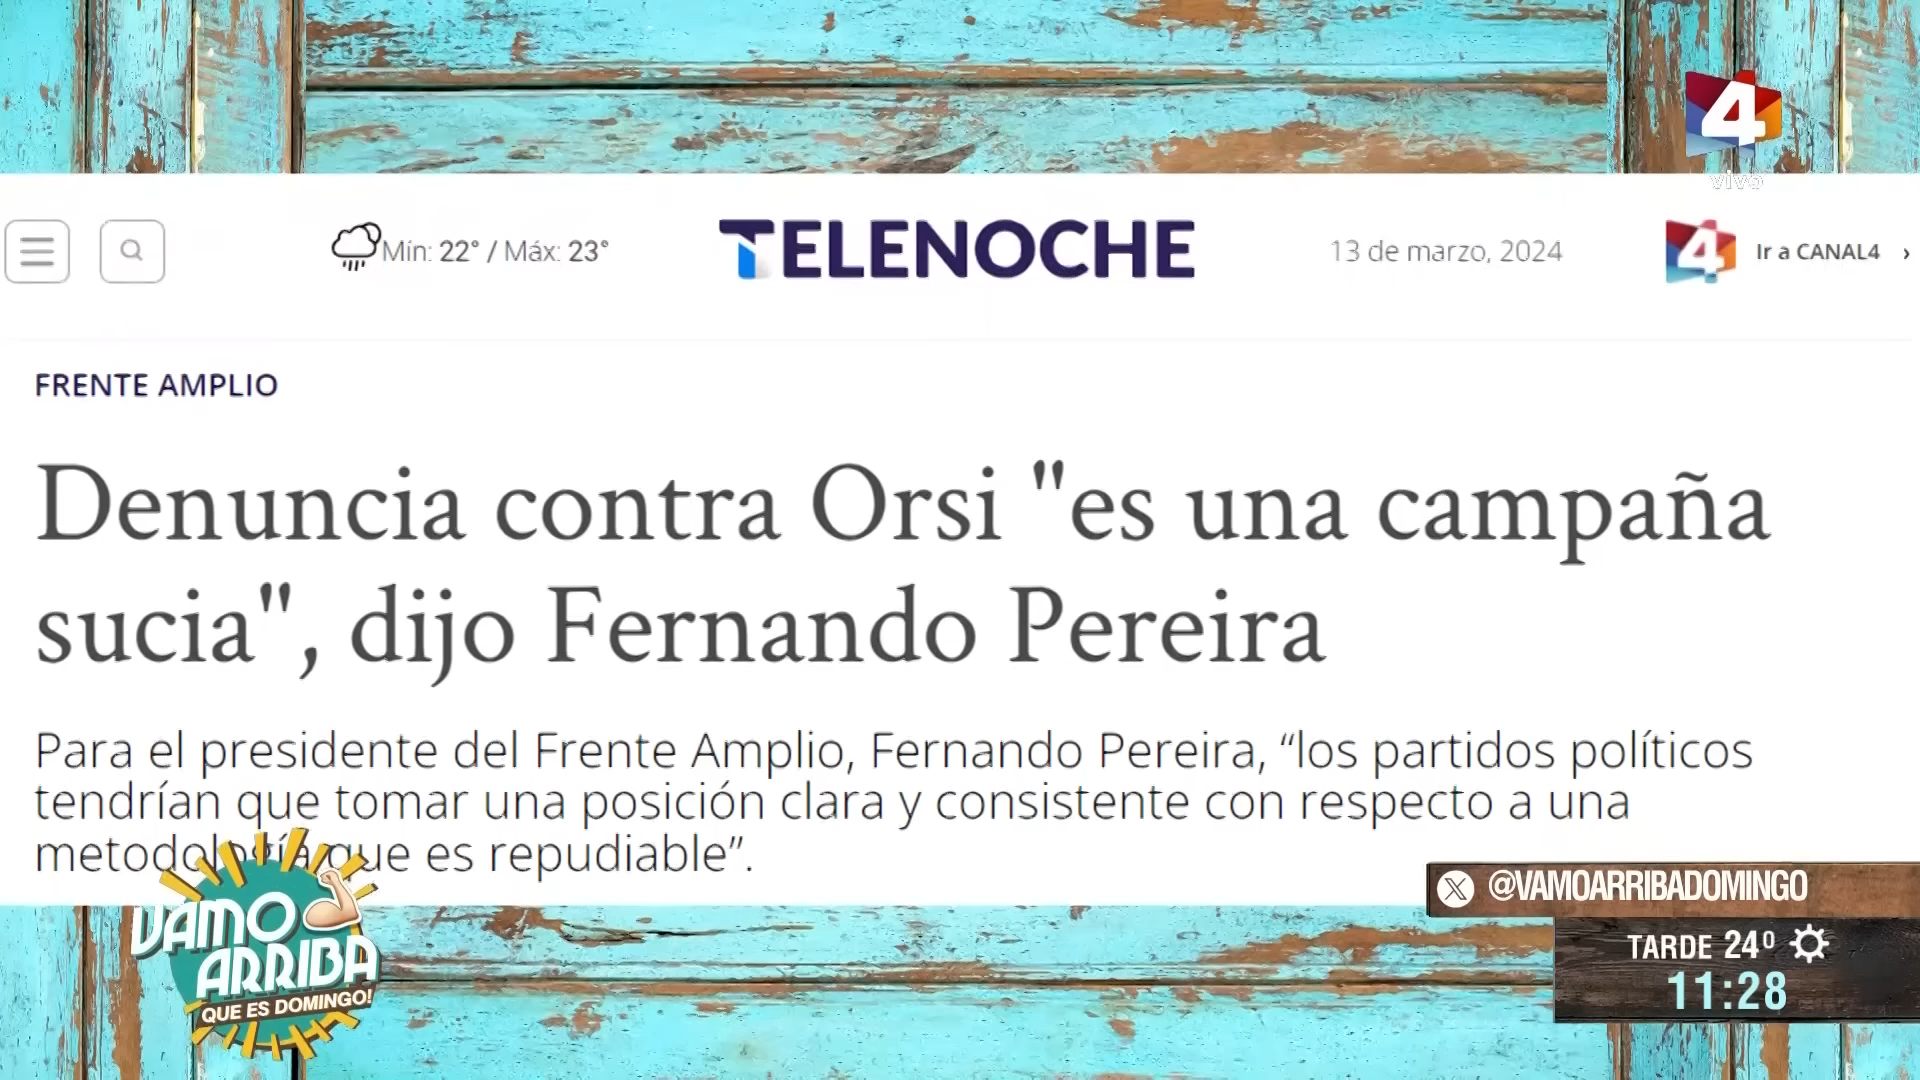 4
vivo
Mín: 22° / Máx: 23°
TELENOCHE
13 de marzo, 2024
4
Ir a CANAL4 ›
FRENTE AMPLIO
Denuncia contra Orsi "es una campaña
sucia", dijo Fernando Pereira
Para el presidente del Frente Amplio, Fernando Pereira, “los partidos políticos
tendrían que tomar una posición clara y consistente con respecto a una
metodología que es repudiable”.
VAMO
ARRIBA
QUE ES DOMINGO!
X @VAMOARRIBADOMINGO
TARDE 24º
11:28